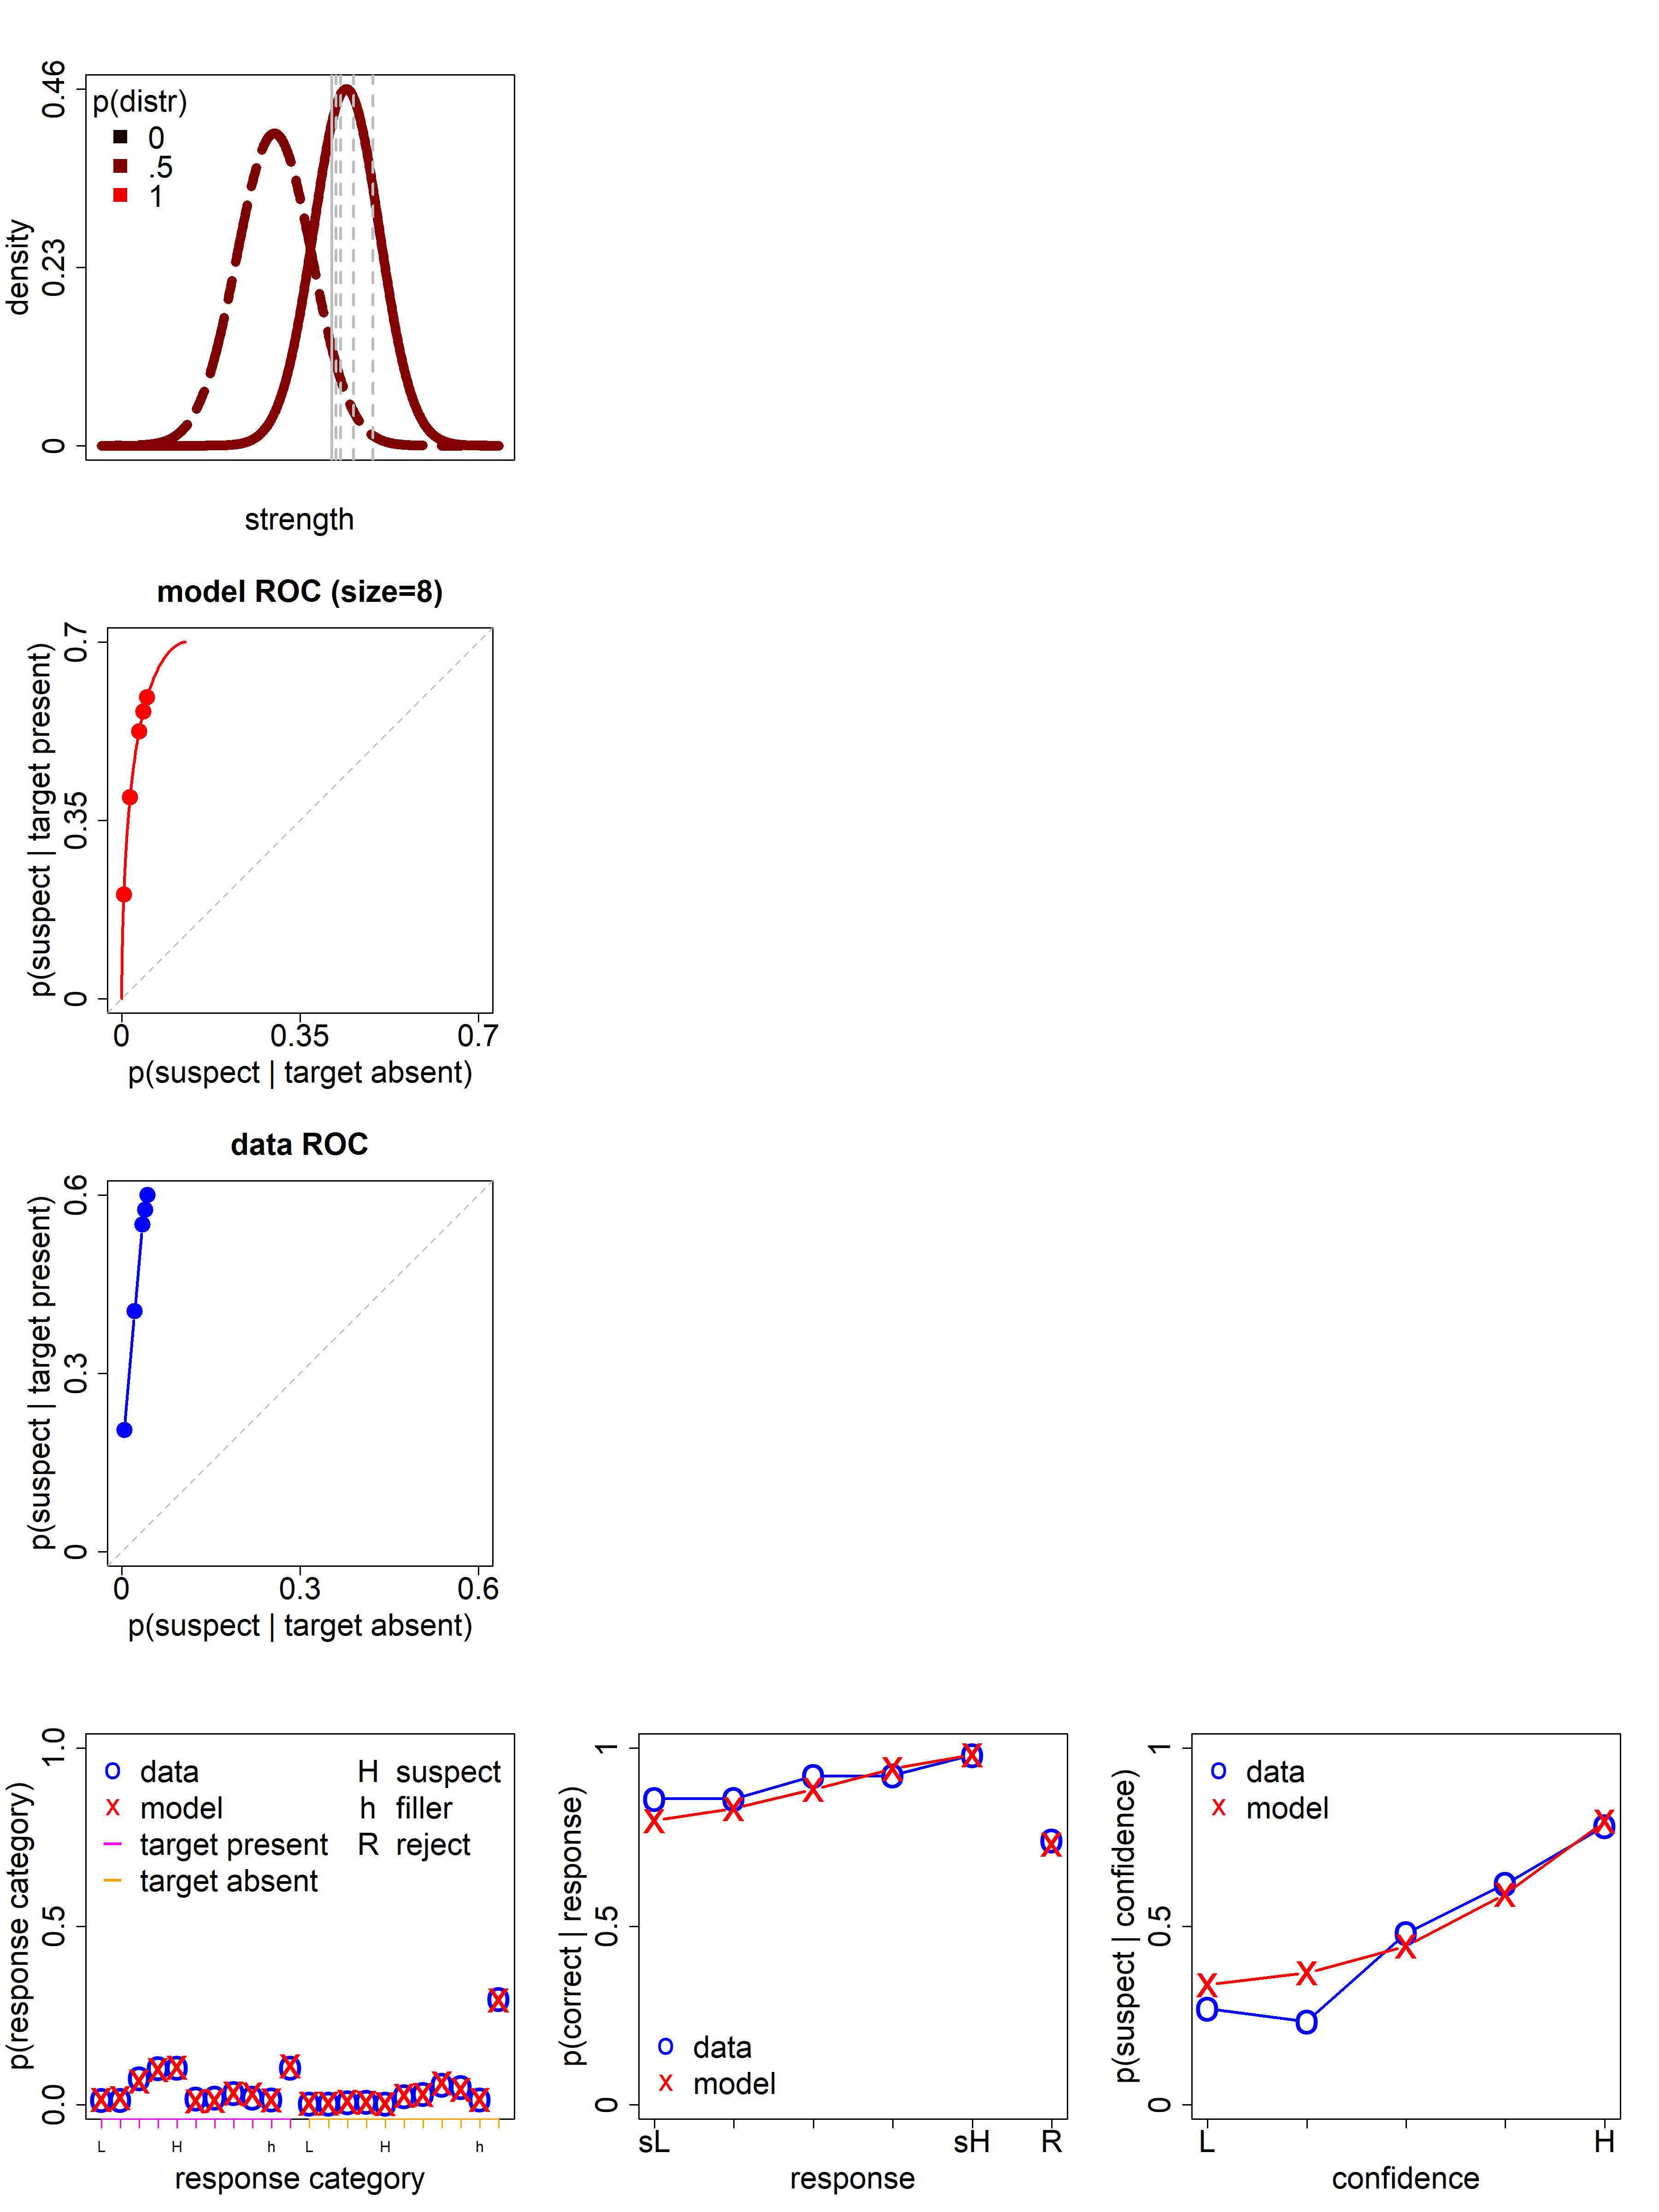 p(distr)
0
.5
1
0.46
0.23
0
density
strength
model ROC (size=8)
0.7
0.35
0
p(suspect | target present)
0 0.35 0.7
p(suspect | target absent)
data ROC
0.6
0.3
0
p(suspect | target present)
0 0.3 0.6
p(suspect | target absent)
1.0
0.5
0.0
p(response category)
o data H suspect
x model h filler
target present R reject
target absent
L H h L H h
response category
1
0.5
0
p(correct | response)
o data
x model
sL sH R
response
1
0.5
0
p(suspect | confidence)
o data
x model
L H
confidence